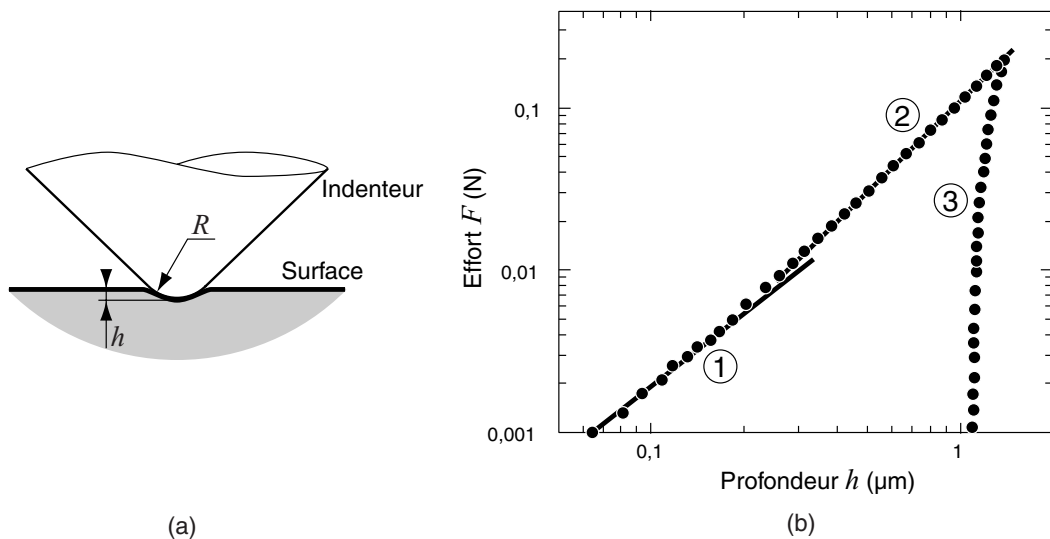 R
Indenteur
Surface
h
(a)
Effort F (N)
0,1
0,01
0,001
②
③
①
0,1
1
Profondeur h (µm)
(b)